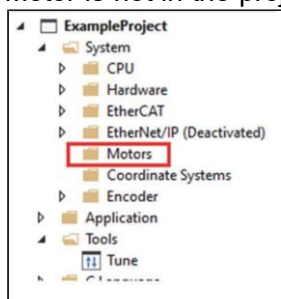 ExampleProject
System
CPU
Hardware
EtherCAT
EtherNet/IP (Deactivated)
Motors
Coordinate Systems
Encoder
Application
Tools
Tune